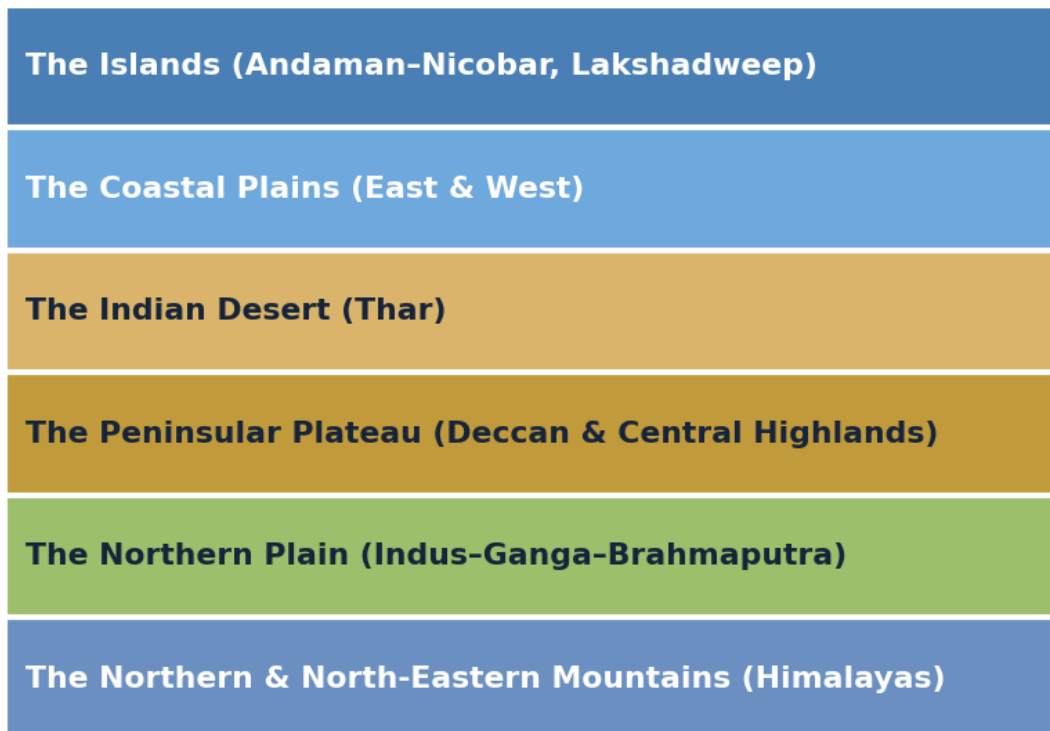 The Islands (Andaman–Nicobar, Lakshadweep)
The Coastal Plains (East & West)
The Indian Desert (Thar)
The Peninsular Plateau (Deccan & Central Highlands)
The Northern Plain (Indus–Ganga–Brahmaputra)
The Northern & North-Eastern Mountains (Himalayas)